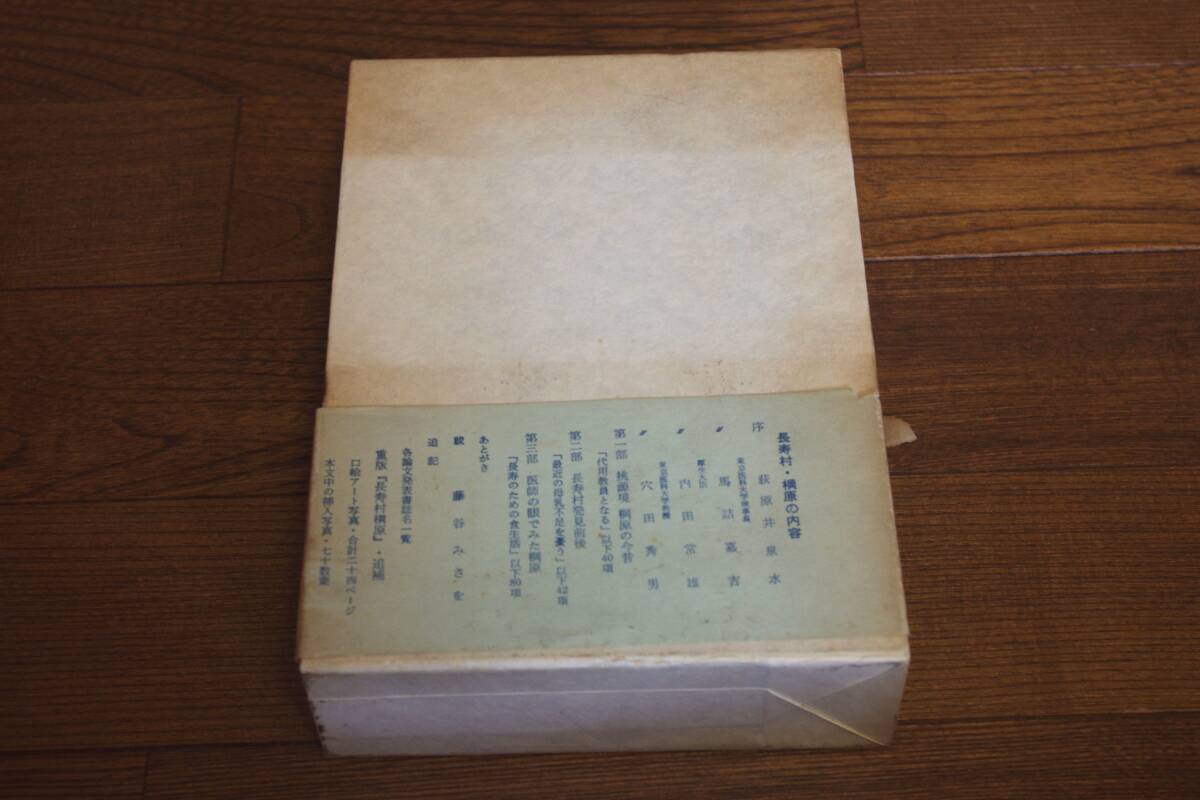 長寿村・棡原の内容
序 荻原井泉水
〃 東京医科大学理事長 馬詰嘉吉
〃 厚生大臣 内田常雄
〃 東京医科大学教授 穴田秀男
第一部 桃源境 棡原の今昔
「代用教員となる」以下40項
第二部 長寿村発見前後
「最近の母乳不足を憂う」以下42項
第三部 医師の眼でみた棡原
「長寿のための食生活」以下80項
あとがき
跋 藤谷みさを
追記
各論文発表書誌名一覧
重版『長寿村棡原』・追補
口絵アート写真・合計二十四ページ
本文中の挿入写真・七十数葉